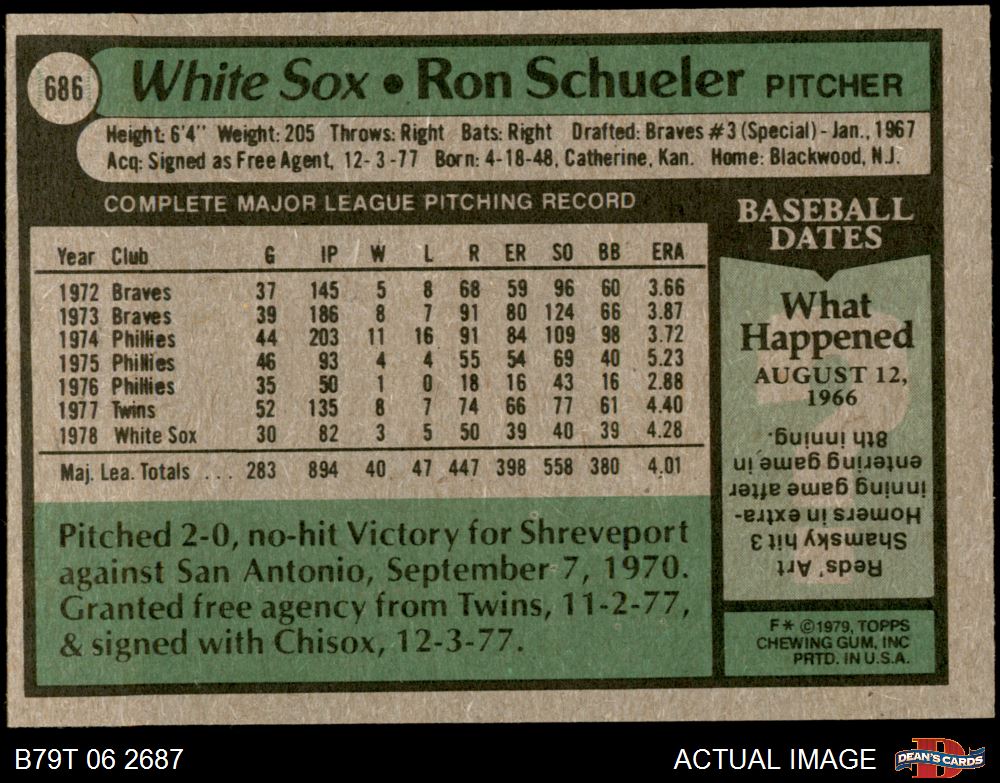 686
White Sox • Ron Schueler PITCHER
Height: 6'4" Weight: 205 Throws: Right Bats: Right Drafted: Braves #3 (Special) - Jan., 1967
Acq: Signed as Free Agent, 12-3-77 Born: 4-18-48, Catherine, Kan. Home: Blackwood, N.J.
COMPLETE MAJOR LEAGUE PITCHING RECORD
Year Club G IP W L R ER SO BB ERA
1972 Braves 37 145 5 8 68 59 96 60 3.66
1973 Braves 39 186 8 7 91 80 124 66 3.87
1974 Phillies 44 203 11 16 91 84 109 98 3.72
1975 Phillies 46 93 4 4 55 54 69 40 5.23
1976 Phillies 35 50 1 0 18 16 43 16 2.88
1977 Twins 52 135 8 7 74 66 77 61 4.40
1978 White Sox 30 82 3 5 50 39 40 39 4.28
Maj. Lea. Totals ... 283 894 40 47 447 398 558 380 4.01
Pitched 2-0, no-hit Victory for Shreveport
against San Antonio, September 7, 1970.
Granted free agency from Twins, 11-2-77,
& signed with Chisox, 12-3-77.
BASEBALL
DATES
What
Happened
AUGUST 12,
1966
Reds' Art
Shamsky hit 3
Homers in extra-
inning game after
entering game in
8th inning.
F* ©1979, TOPPS
CHEWING GUM, INC
PRTD. IN U.S.A.
B79T 06 2687
ACTUAL IMAGE
D
DEAN'S CARDS